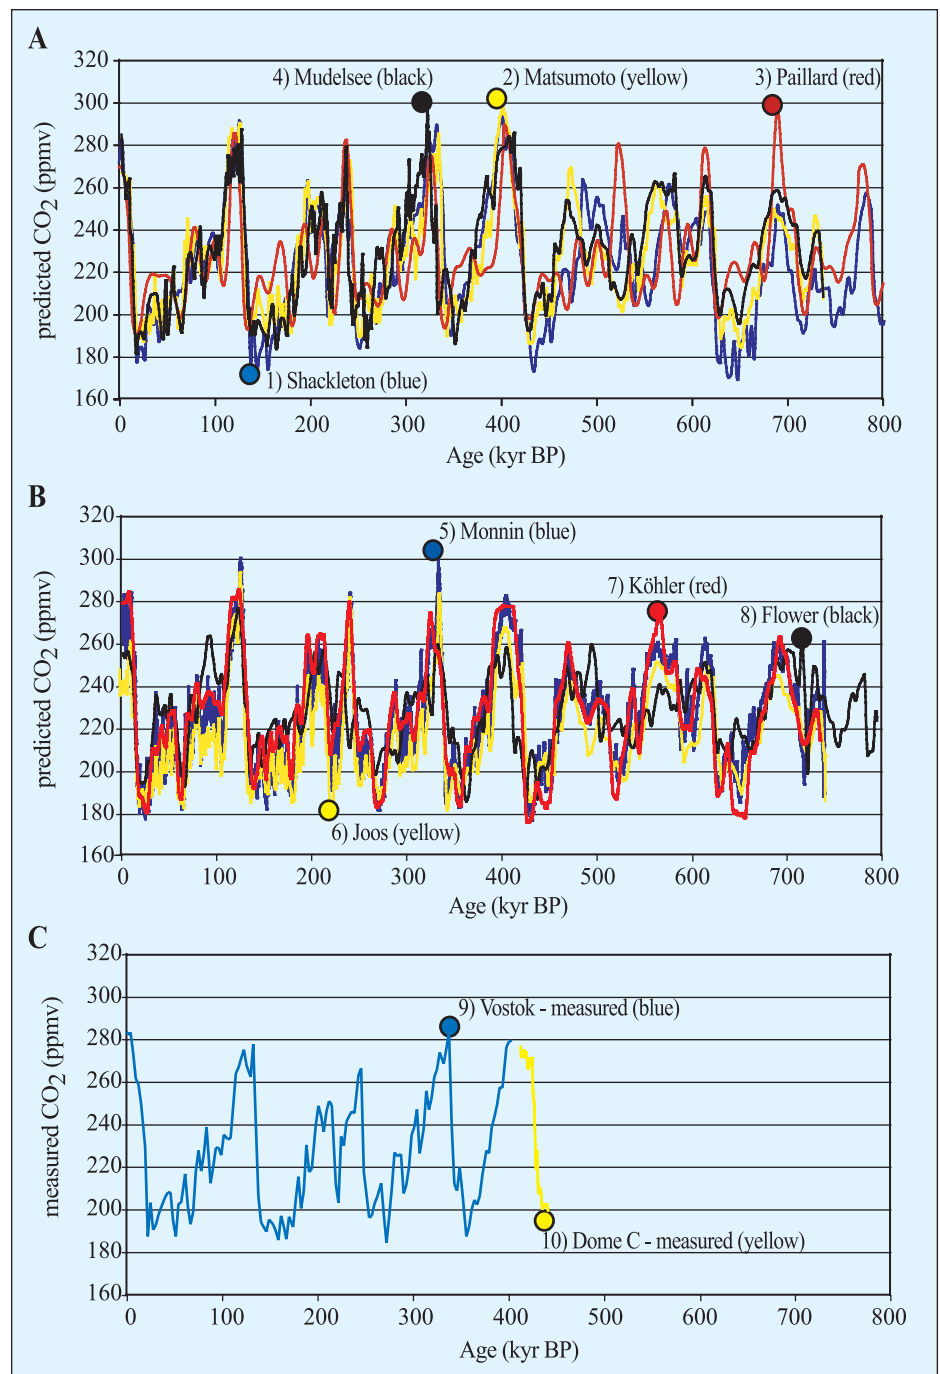 A
320
300
280
260
240
220
200
180
160
predicted CO2 (ppmv)
4) Mudelsee (black)
2) Matsumoto (yellow)
3) Paillard (red)
1) Shackleton (blue)
0 100 200 300 400 500 600 700 800
Age (kyr BP)
B
320
300
280
260
240
220
200
180
160
predicted CO2 (ppmv)
5) Monnin (blue)
7) Köhler (red)
8) Flower (black)
6) Joos (yellow)
0 100 200 300 400 500 600 700 800
Age (kyr BP)
C
320
300
280
260
240
220
200
180
160
measured CO2 (ppmv)
9) Vostok - measured (blue)
10) Dome C - measured (yellow)
0 100 200 300 400 500 600 700 800
Age (kyr BP)